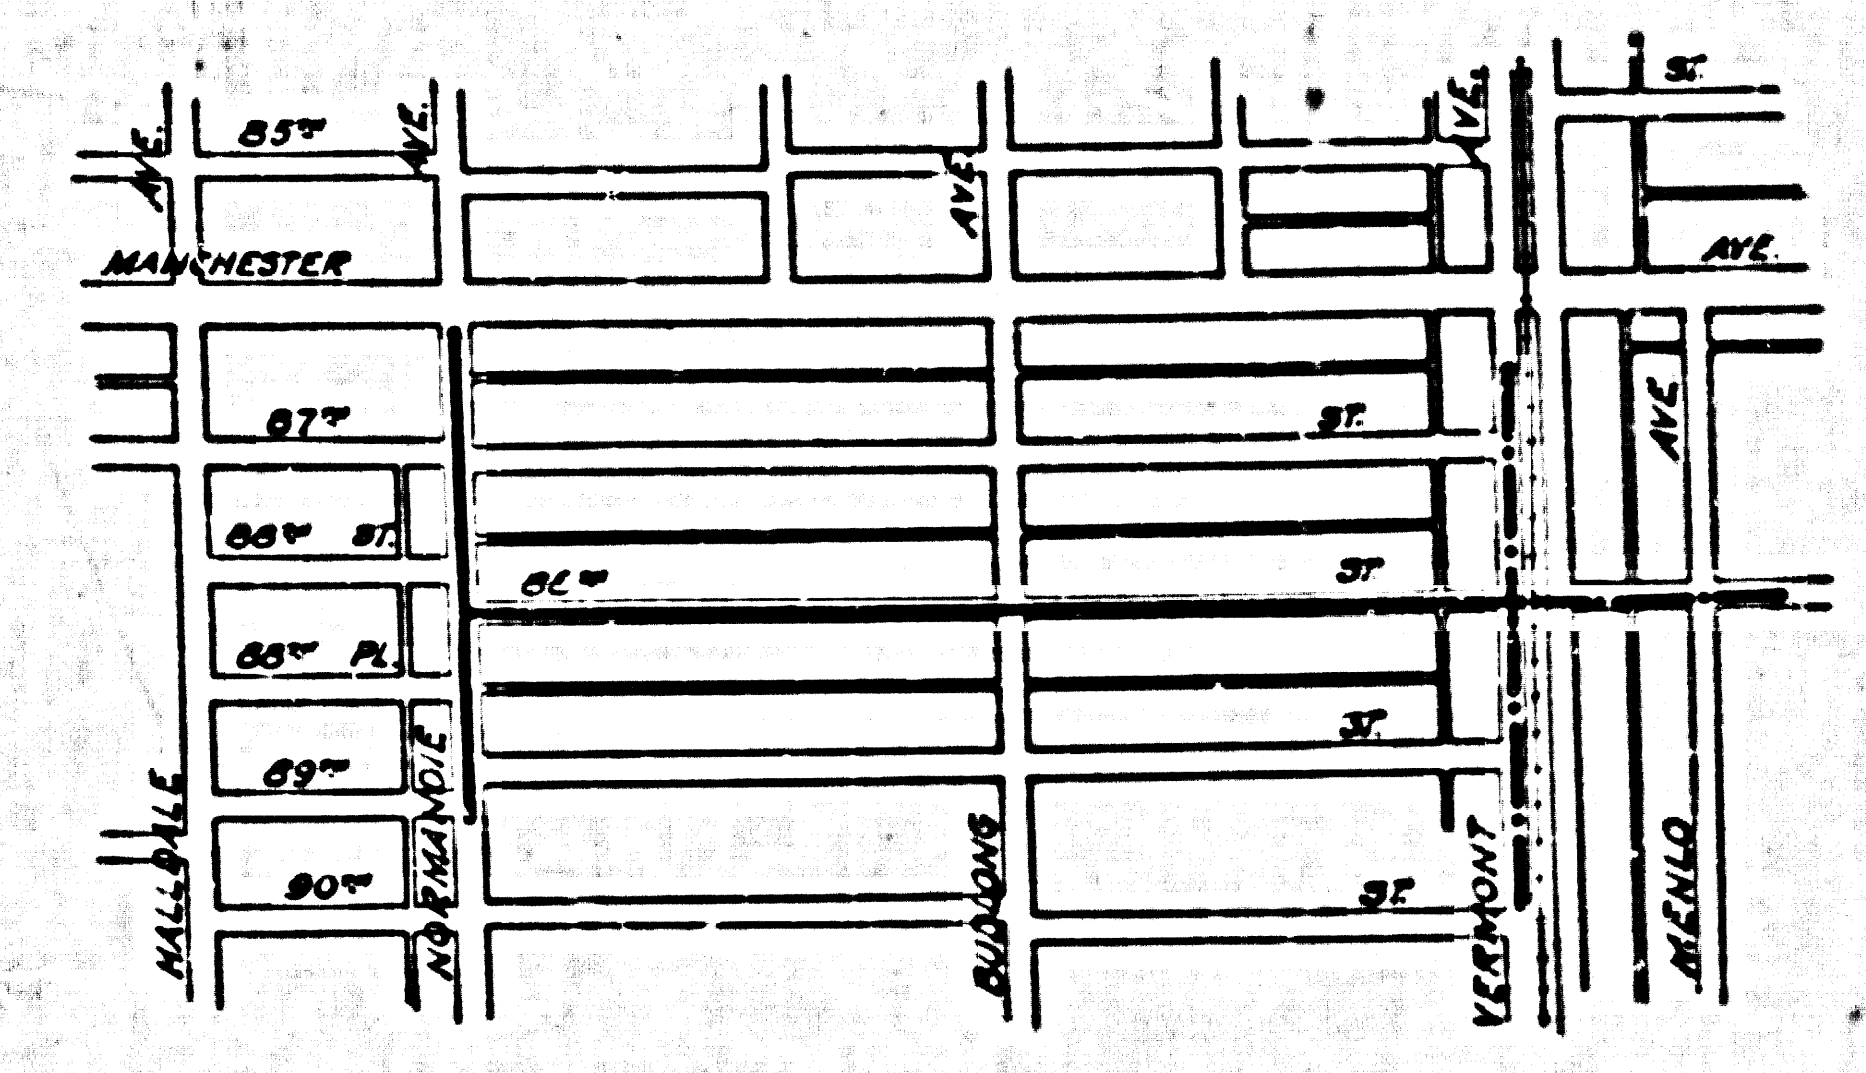 85TH ST.
MANCHESTER AVE.
87TH ST.
88TH ST.
ST.
88TH PL.
89TH ST.
90TH ST.
HALLDALE AVE.
NORMANDIE AVE.
BUDLONG AVE.
VERMONT AVE.
MENLO AVE